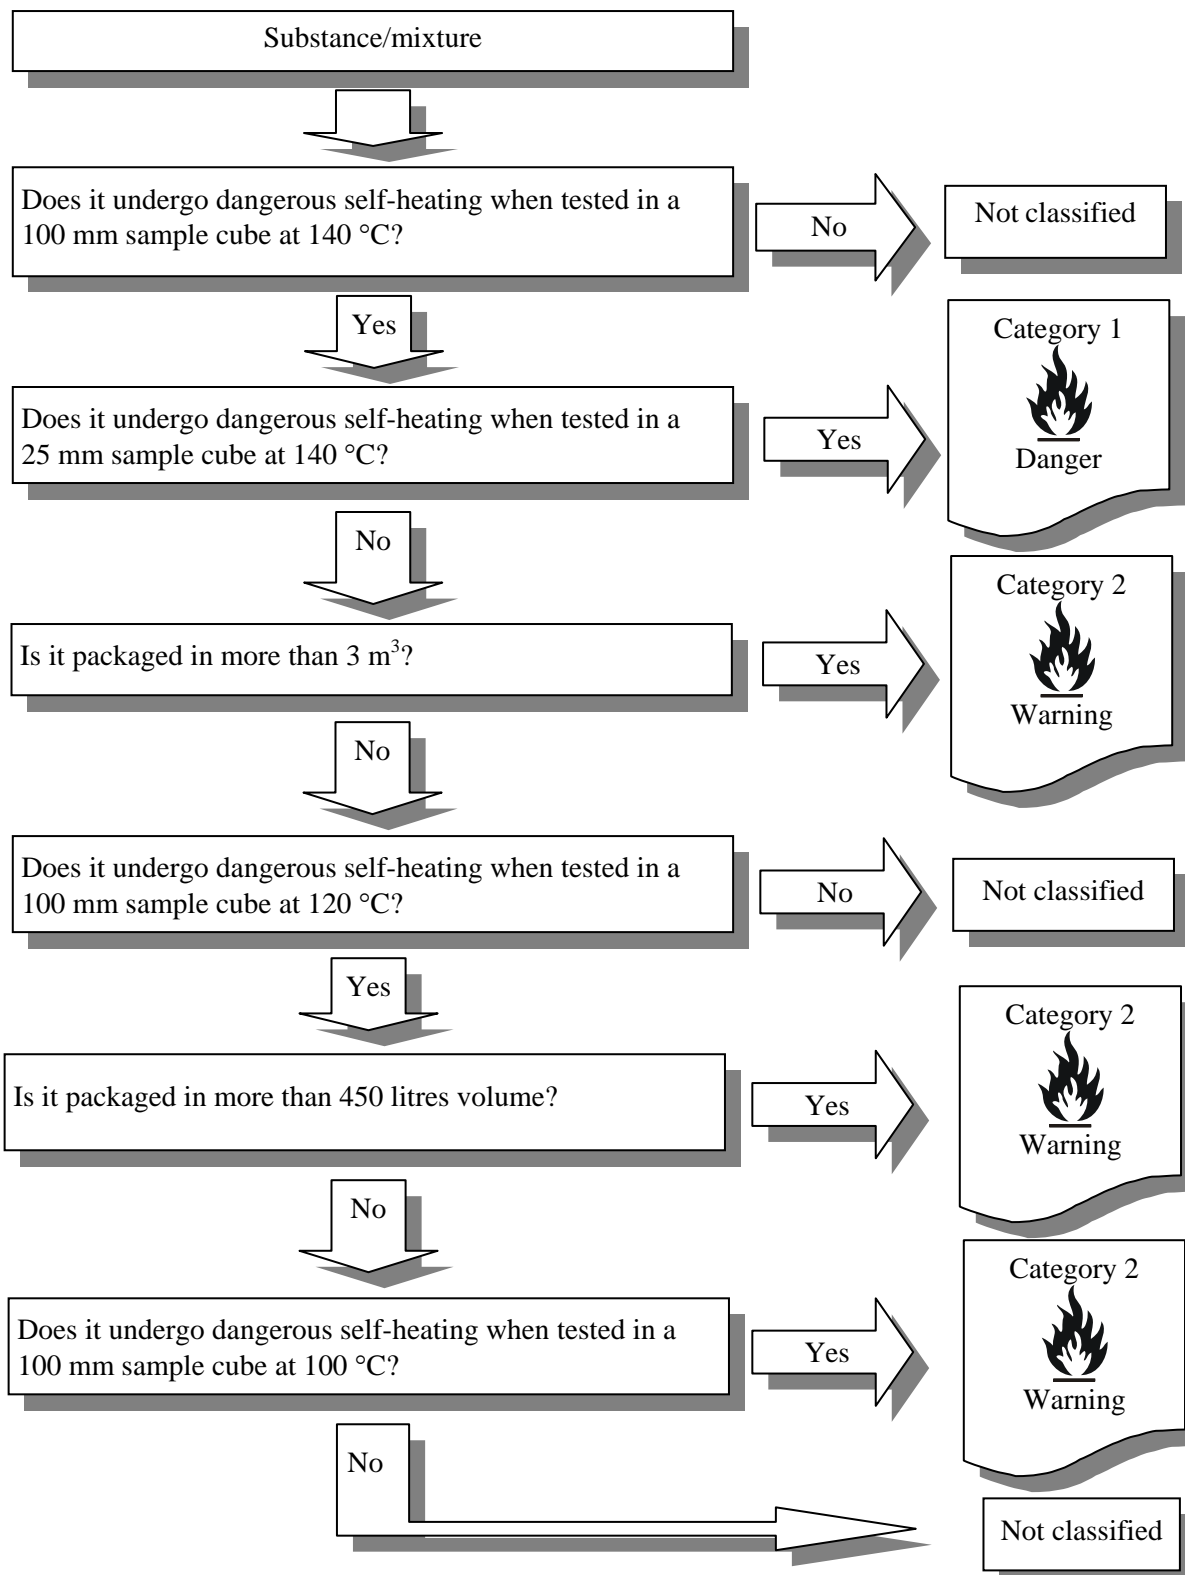 Substance/mixture
Does it undergo dangerous self-heating when tested in a
100 mm sample cube at 140 °C?
No
Not classified
Yes
Category 1
Danger
Does it undergo dangerous self-heating when tested in a
25 mm sample cube at 140 °C?
Yes
No
Category 2
Warning
Is it packaged in more than 3 m³?
Yes
No
Does it undergo dangerous self-heating when tested in a
100 mm sample cube at 120 °C?
No
Not classified
Yes
Category 2
Warning
Is it packaged in more than 450 litres volume?
Yes
No
Category 2
Warning
Does it undergo dangerous self-heating when tested in a
100 mm sample cube at 100 °C?
Yes
No
Not classified